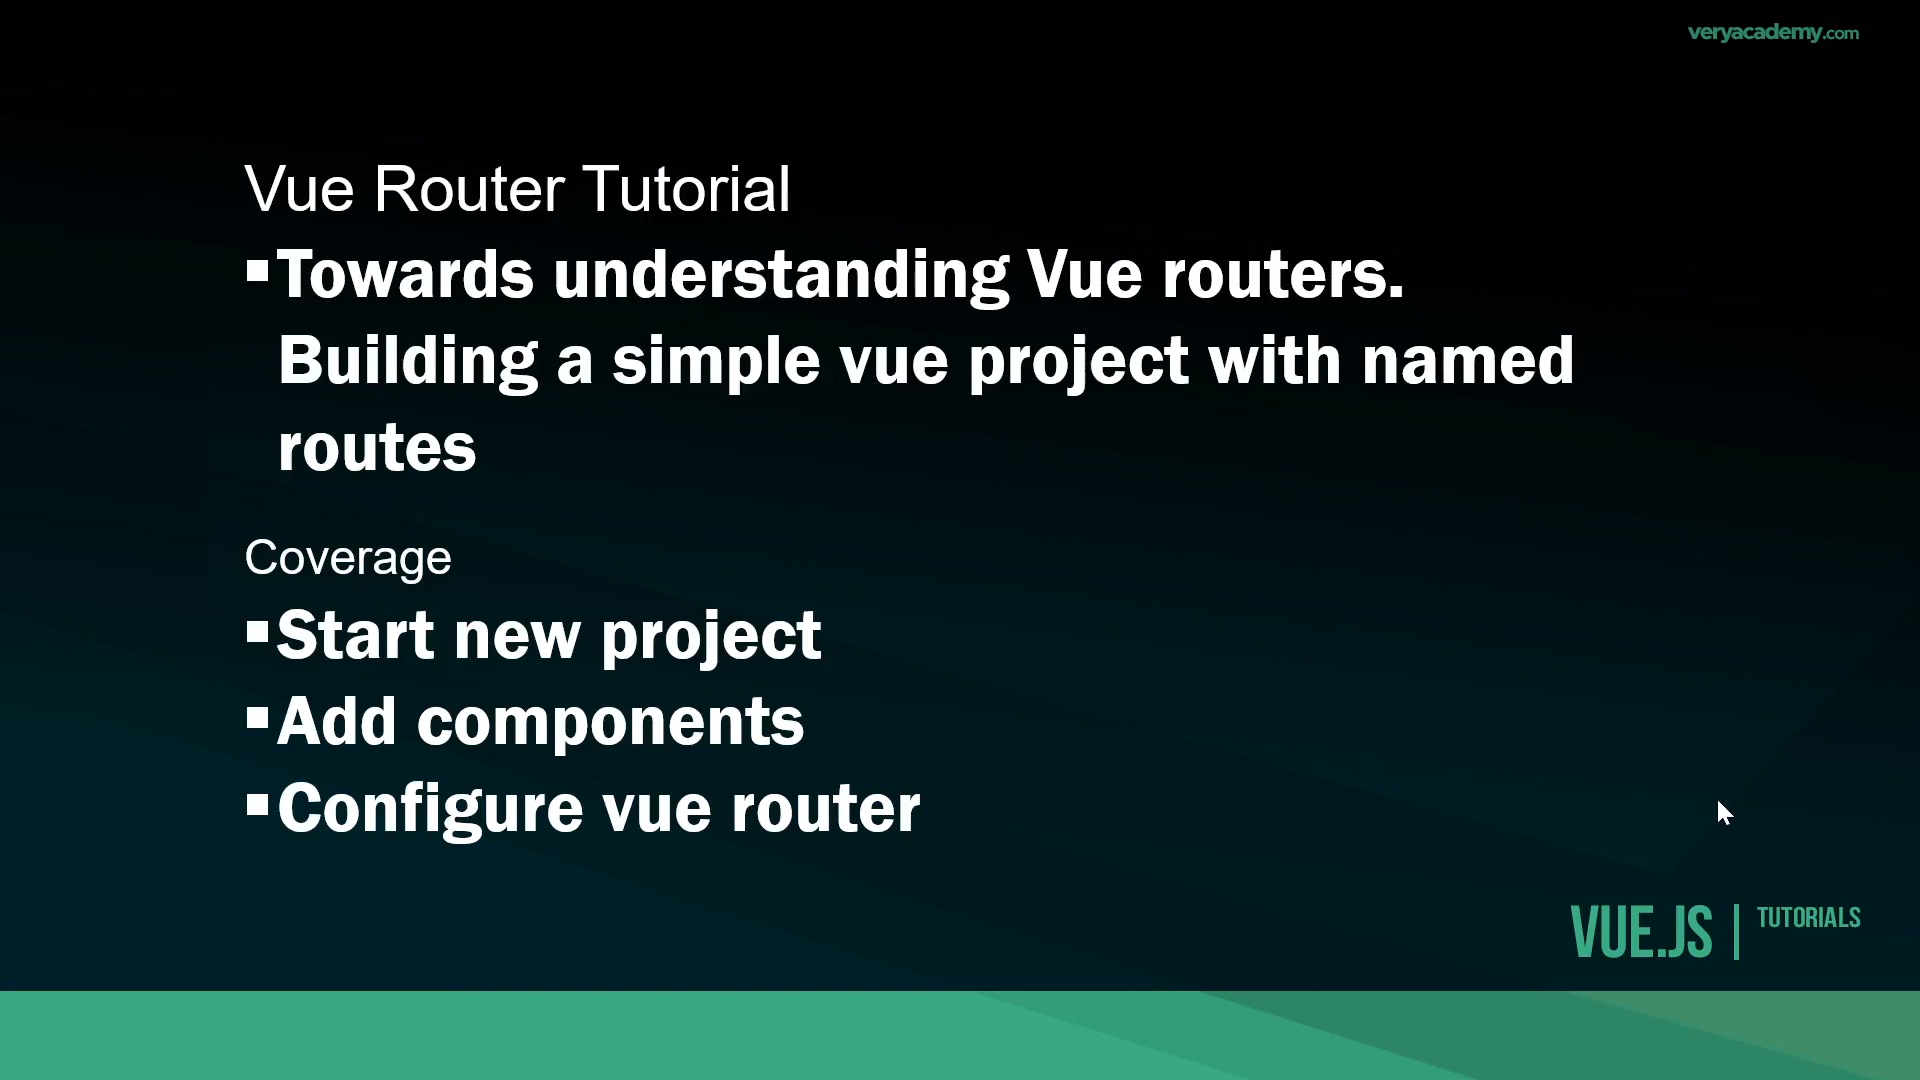 veryacademy.com
Vue Router Tutorial
▪Towards understanding Vue routers.
Building a simple vue project with named
routes
Coverage
▪Start new project
▪Add components
▪Configure vue router
VUE.JS | TUTORIALS